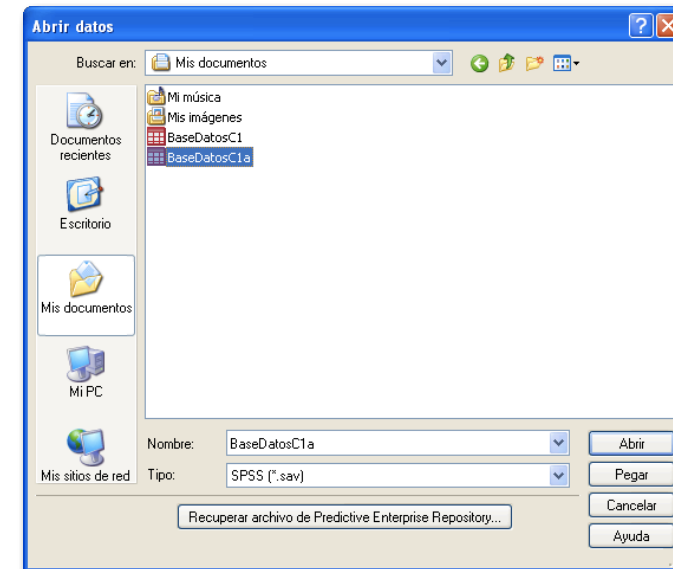 Abrir datos
Buscar en:
Mis documentos
Mi música
Mis imágenes
BaseDatosC1
BaseDatosC1a
Documentos
recientes
Escritorio
Mis documentos
Mi PC
Mis sitios de red
Nombre:
BaseDatosC1a
Abrir
Tipo:
SPSS (*.sav)
Pegar
Recuperar archivo de Predictive Enterprise Repository...
Cancelar
Ayuda